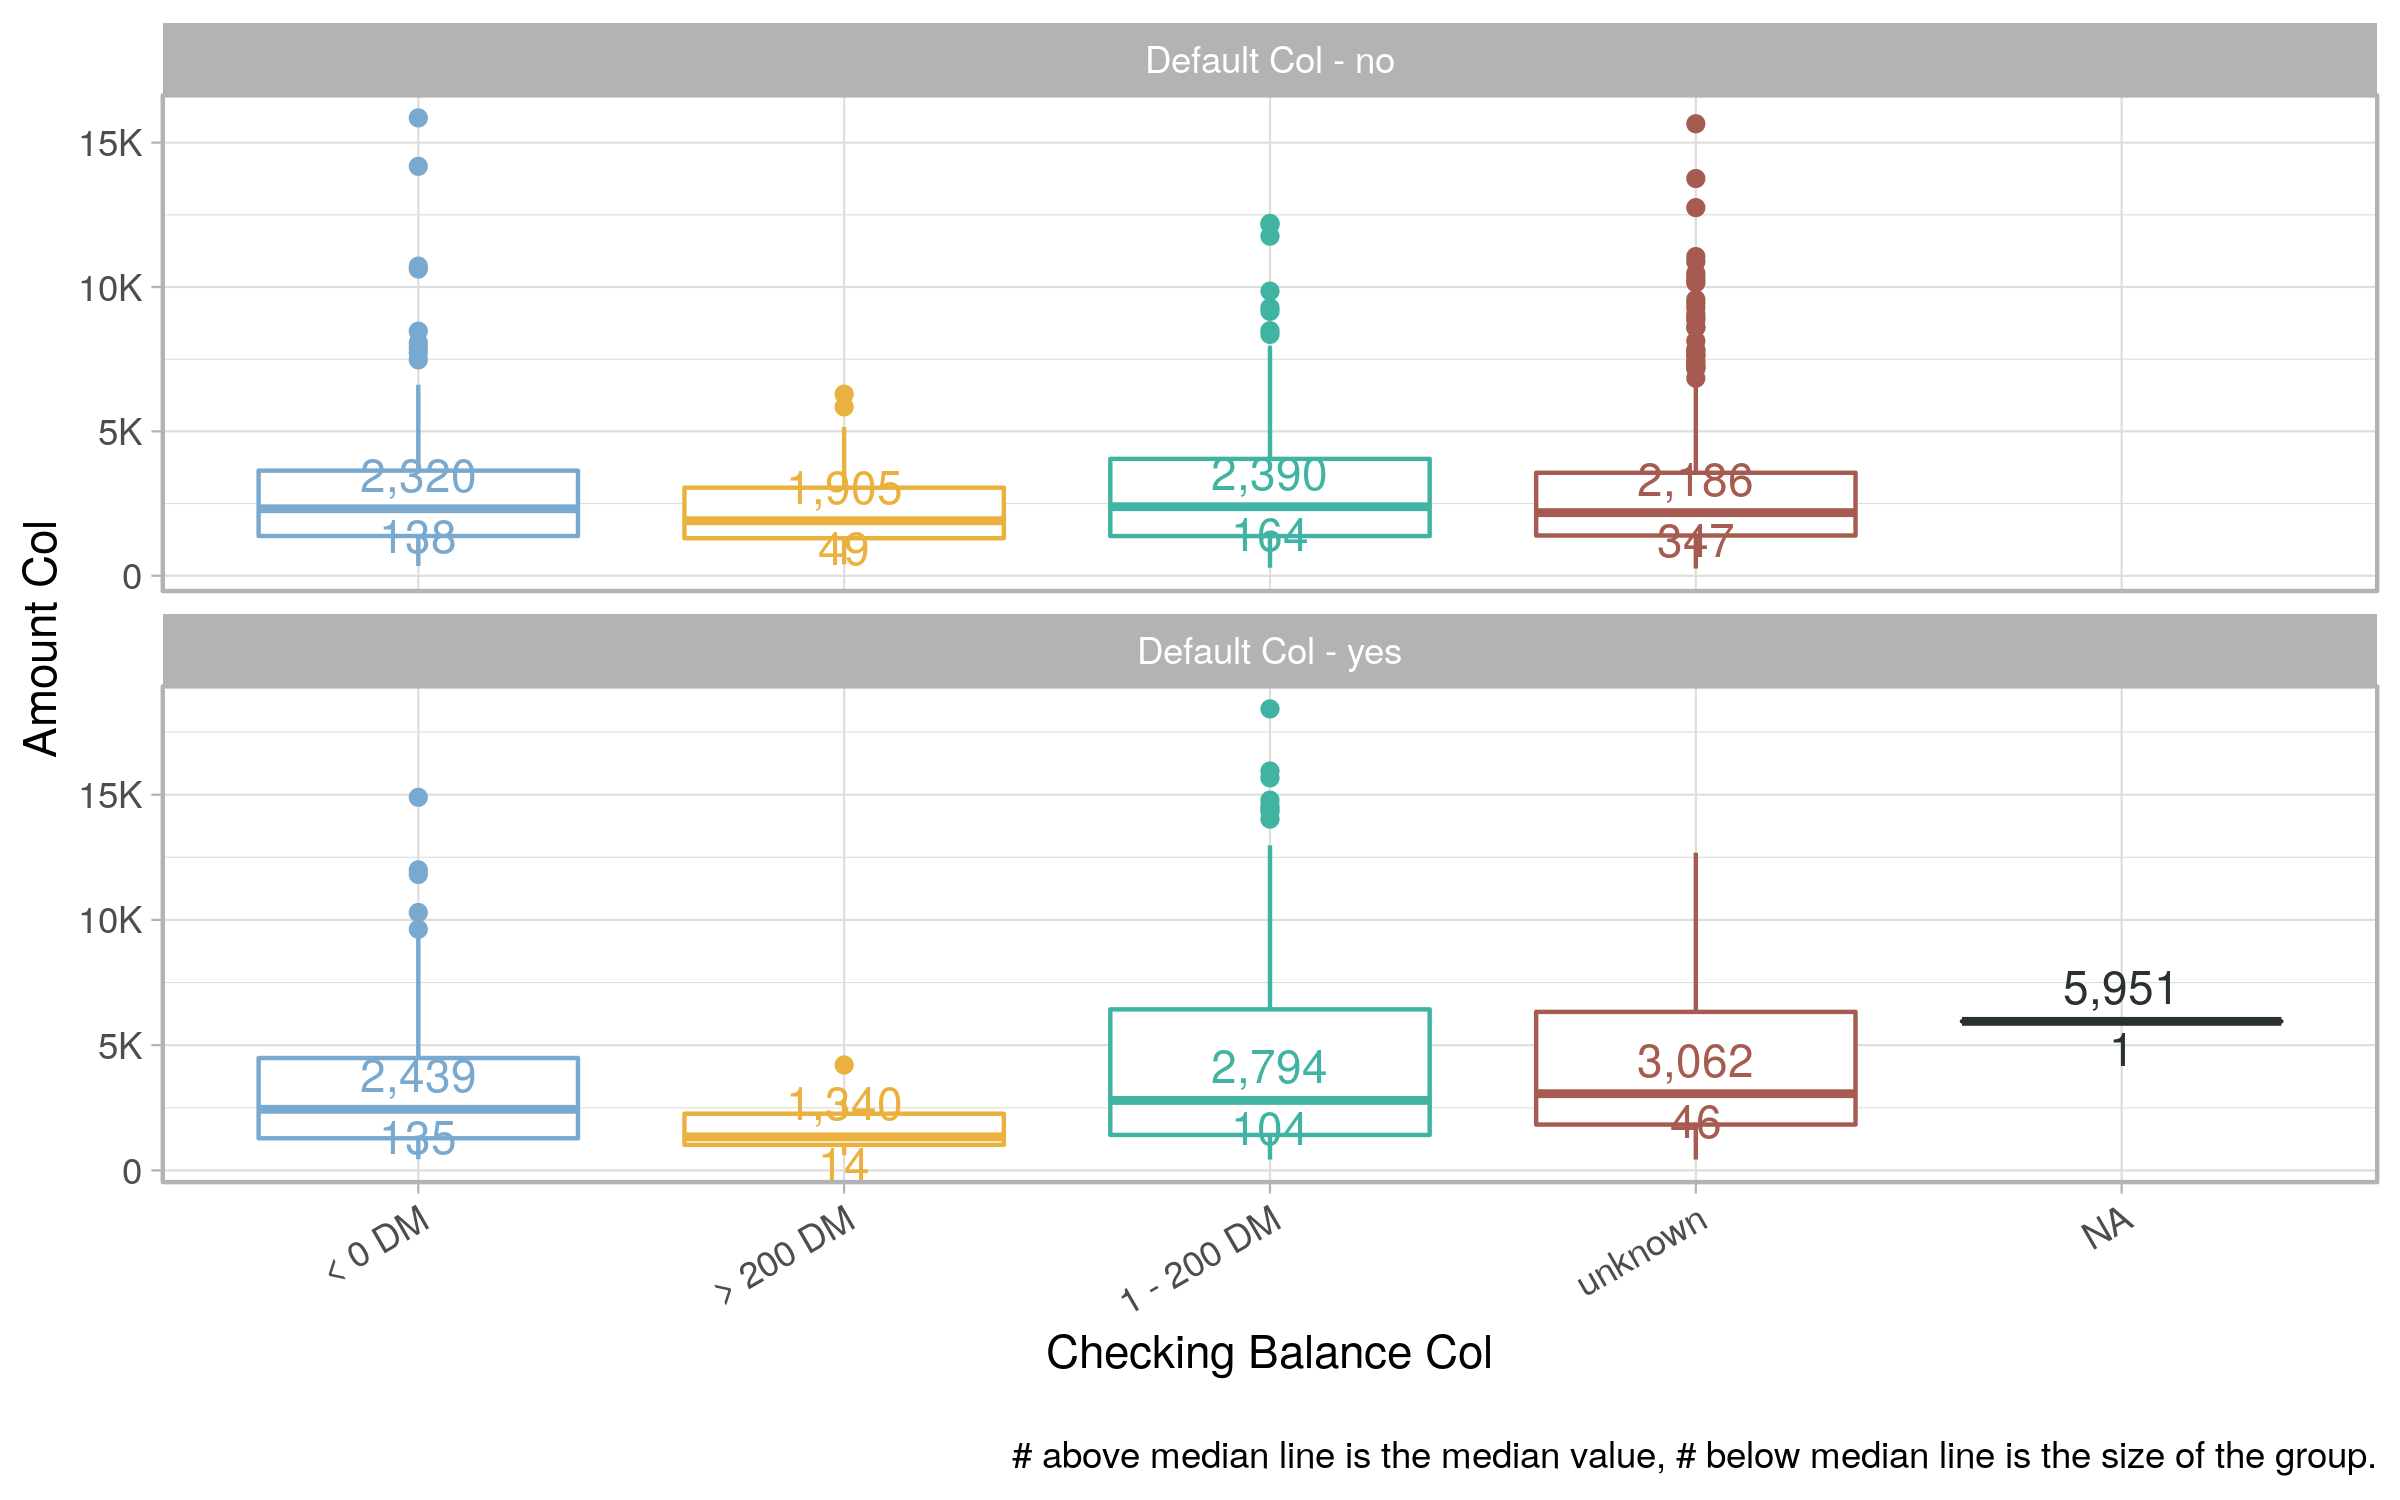 Default Col - no
Amount Col
15K
10K
5K
0
2,320
138
1,905
49
2,390
164
2,186
347
Default Col - yes
15K
10K
5K
0
2,439
135
1,340
14
2,794
104
3,062
46
5,951
1
< 0 DM
> 200 DM
1 - 200 DM
unknown
NA
Checking Balance Col
# above median line is the median value, # below median line is the size of the group.